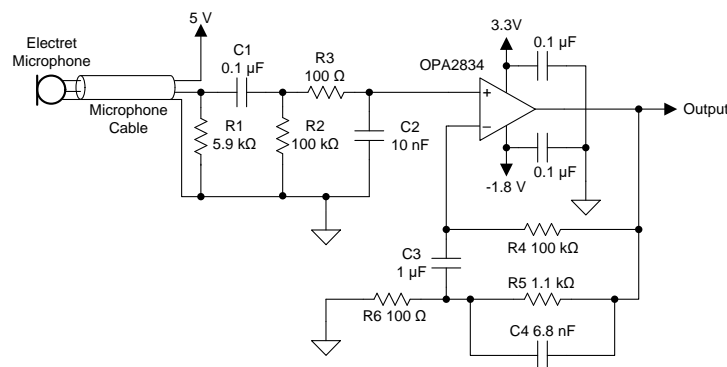 5 V
Electret
Microphone
Microphone
Cable
C1
0.1 µF
R1
5.9 kΩ
R2
100 kΩ
R3
100 Ω
C2
10 nF
OPA2834
3.3V
0.1 µF
+
−
-1.8 V
0.1 µF
Output
C3
1 µF
R4 100 kΩ
R5 1.1 kΩ
R6 100 Ω
C4 6.8 nF